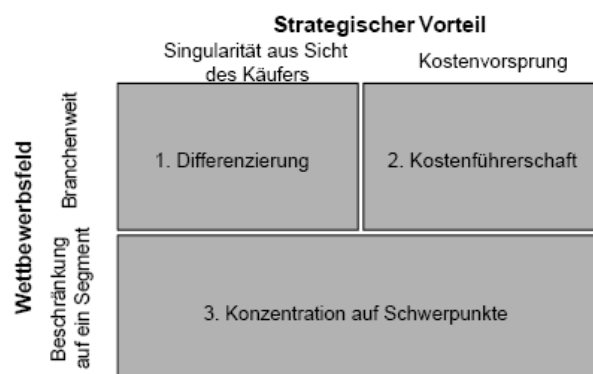 Strategischer Vorteil
Singularität aus Sicht
des Käufers
Kostenvorsprung
Wettbewerbsfeld
Branchenweit
1. Differenzierung
2. Kostenführerschaft
Beschränkung
auf ein Segment
3. Konzentration auf Schwerpunkte